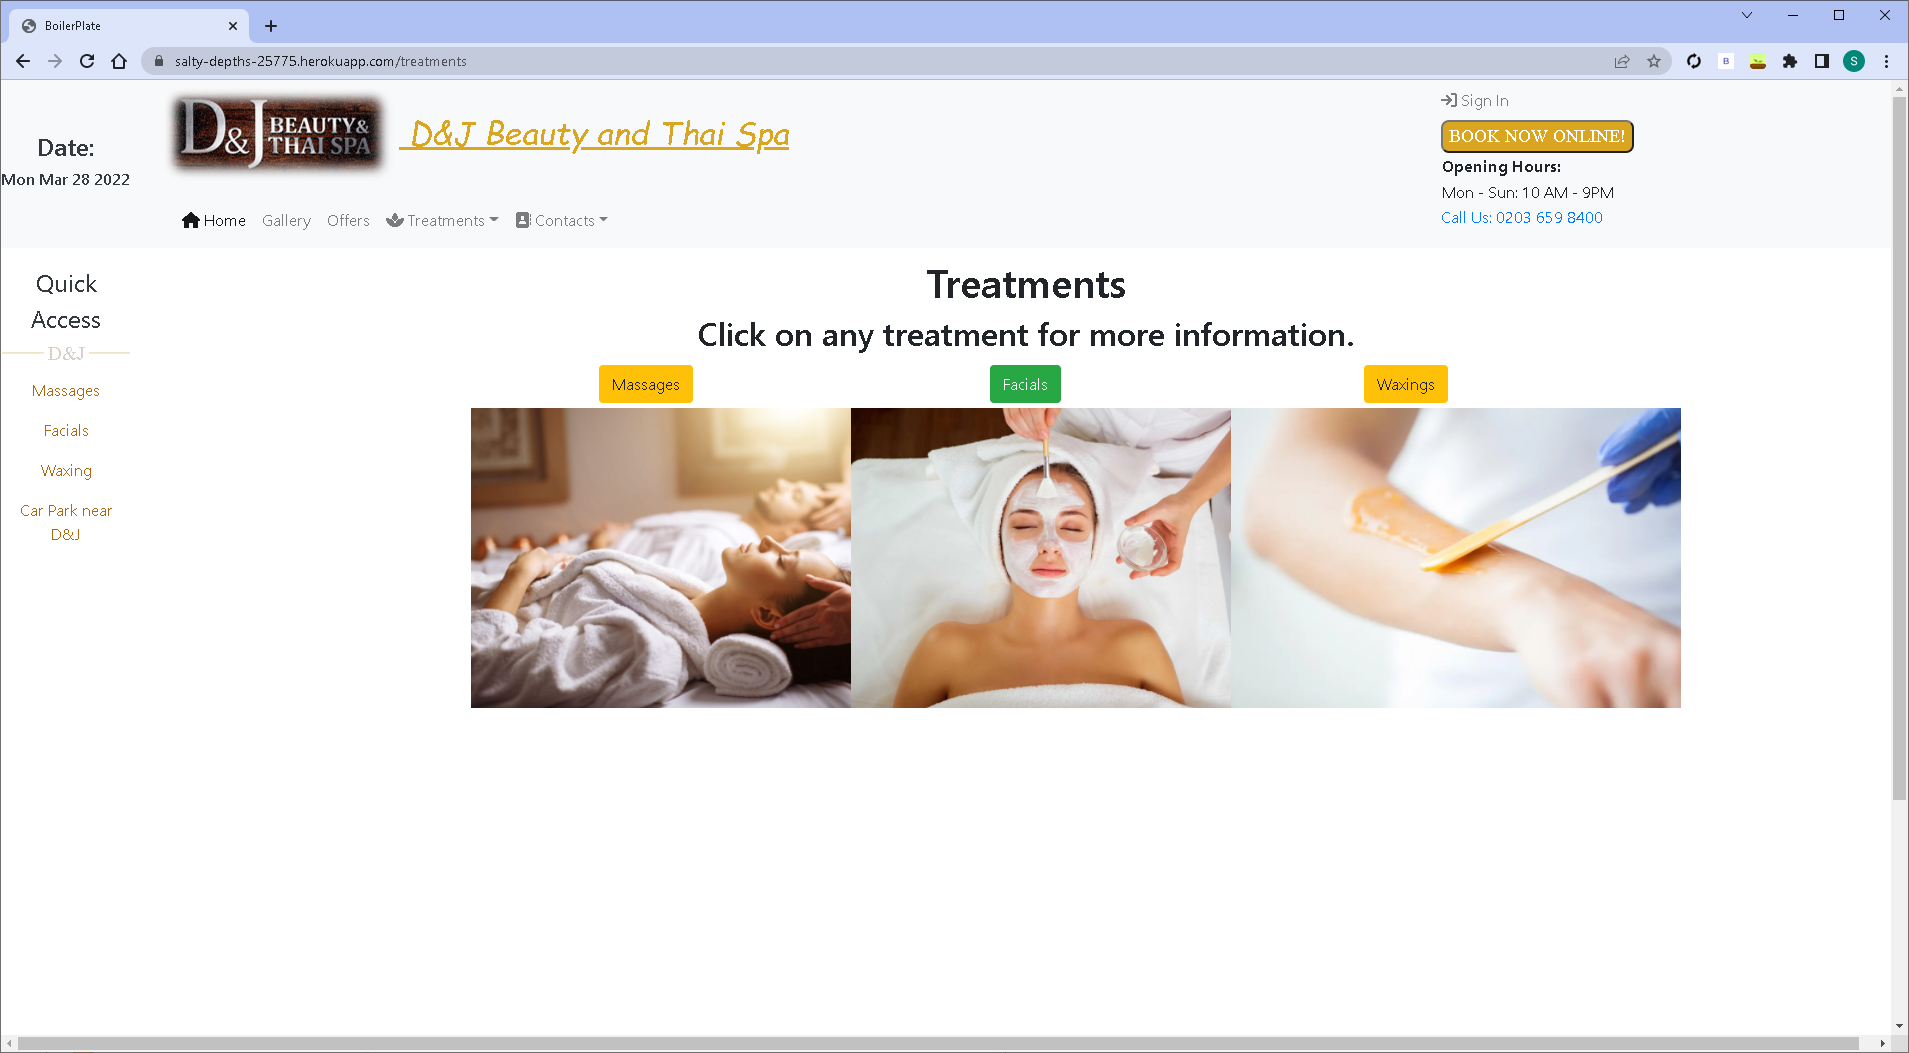 BoilerPlate
salty-depths-25775.herokuapp.com/treatments
B
S
Date:
Mon Mar 28 2022
D&J BEAUTY& THAI SPA
D&J Beauty and Thai Spa
Sign In
BOOK NOW ONLINE!
Opening Hours:
Mon - Sun: 10 AM - 9PM
Call Us: 0203 659 8400
Home Gallery Offers Treatments Contacts
Quick
Access
D&J
Massages
Facials
Waxing
Car Park near
D&J
Treatments
Click on any treatment for more information.
Massages Facials Waxings